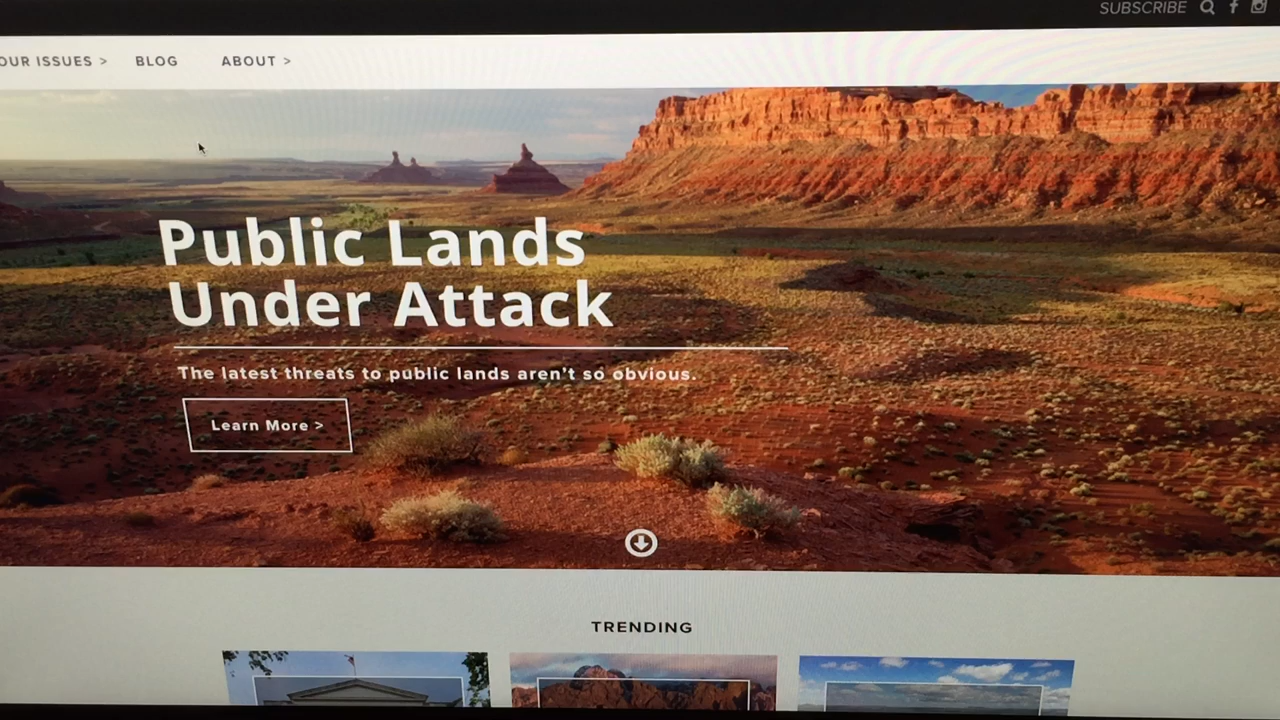 SUBSCRIBE
OUR ISSUES > BLOG ABOUT >
Public Lands
Under Attack
The latest threats to public lands aren't so obvious.
Learn More >
TRENDING